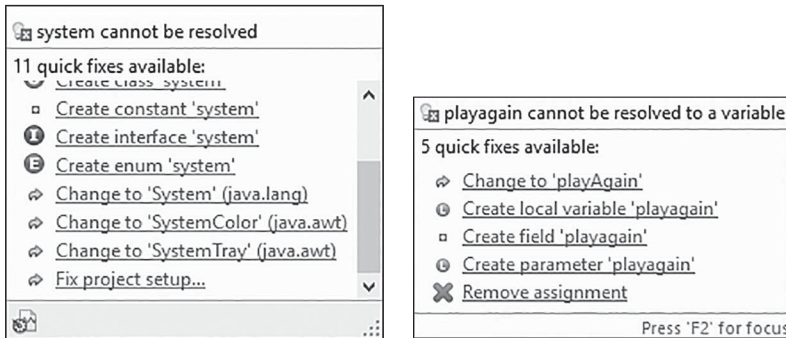 system cannot be resolved
11 quick fixes available:
Create class 'system'
Create constant 'system'
Create interface 'system'
Create enum 'system'
Change to 'System' (java.lang)
Change to 'SystemColor' (java.awt)
Change to 'SystemTray' (java.awt)
Fix project setup...
playagain cannot be resolved to a variable
5 quick fixes available:
Change to 'playAgain'
Create local variable 'playagain'
Create field 'playagain'
Create parameter 'playagain'
Remove assignment
Press 'F2' for focus